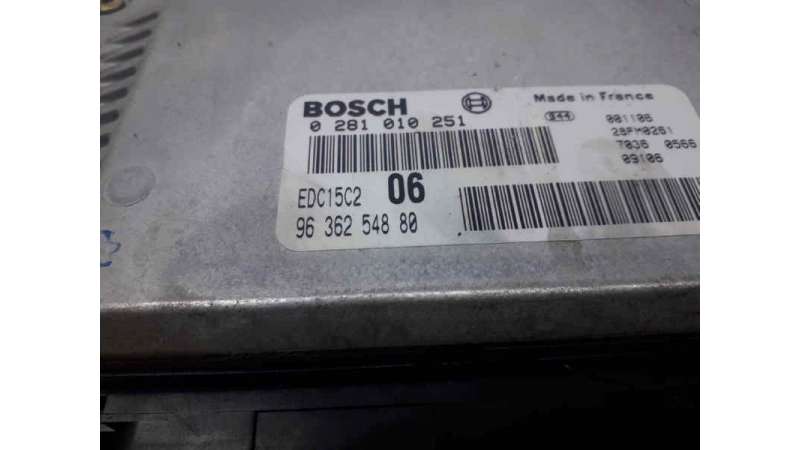 BOSCH
Made in France
0 281 010 251
S44
001106
28FM0261
7036 0566
09106
EDC15C2 06
96 362 548 80